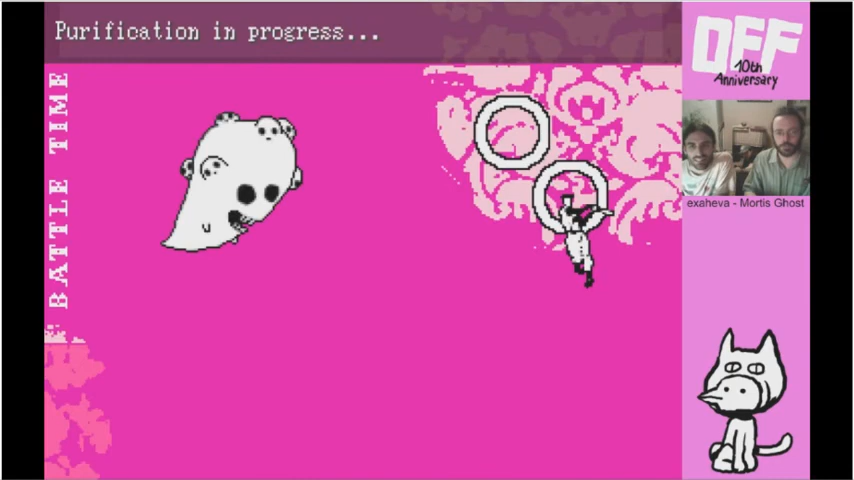 Purification in progress...
BATTLE TIME
OFF
10th
Anniversary
exaheva - Mortis Ghost